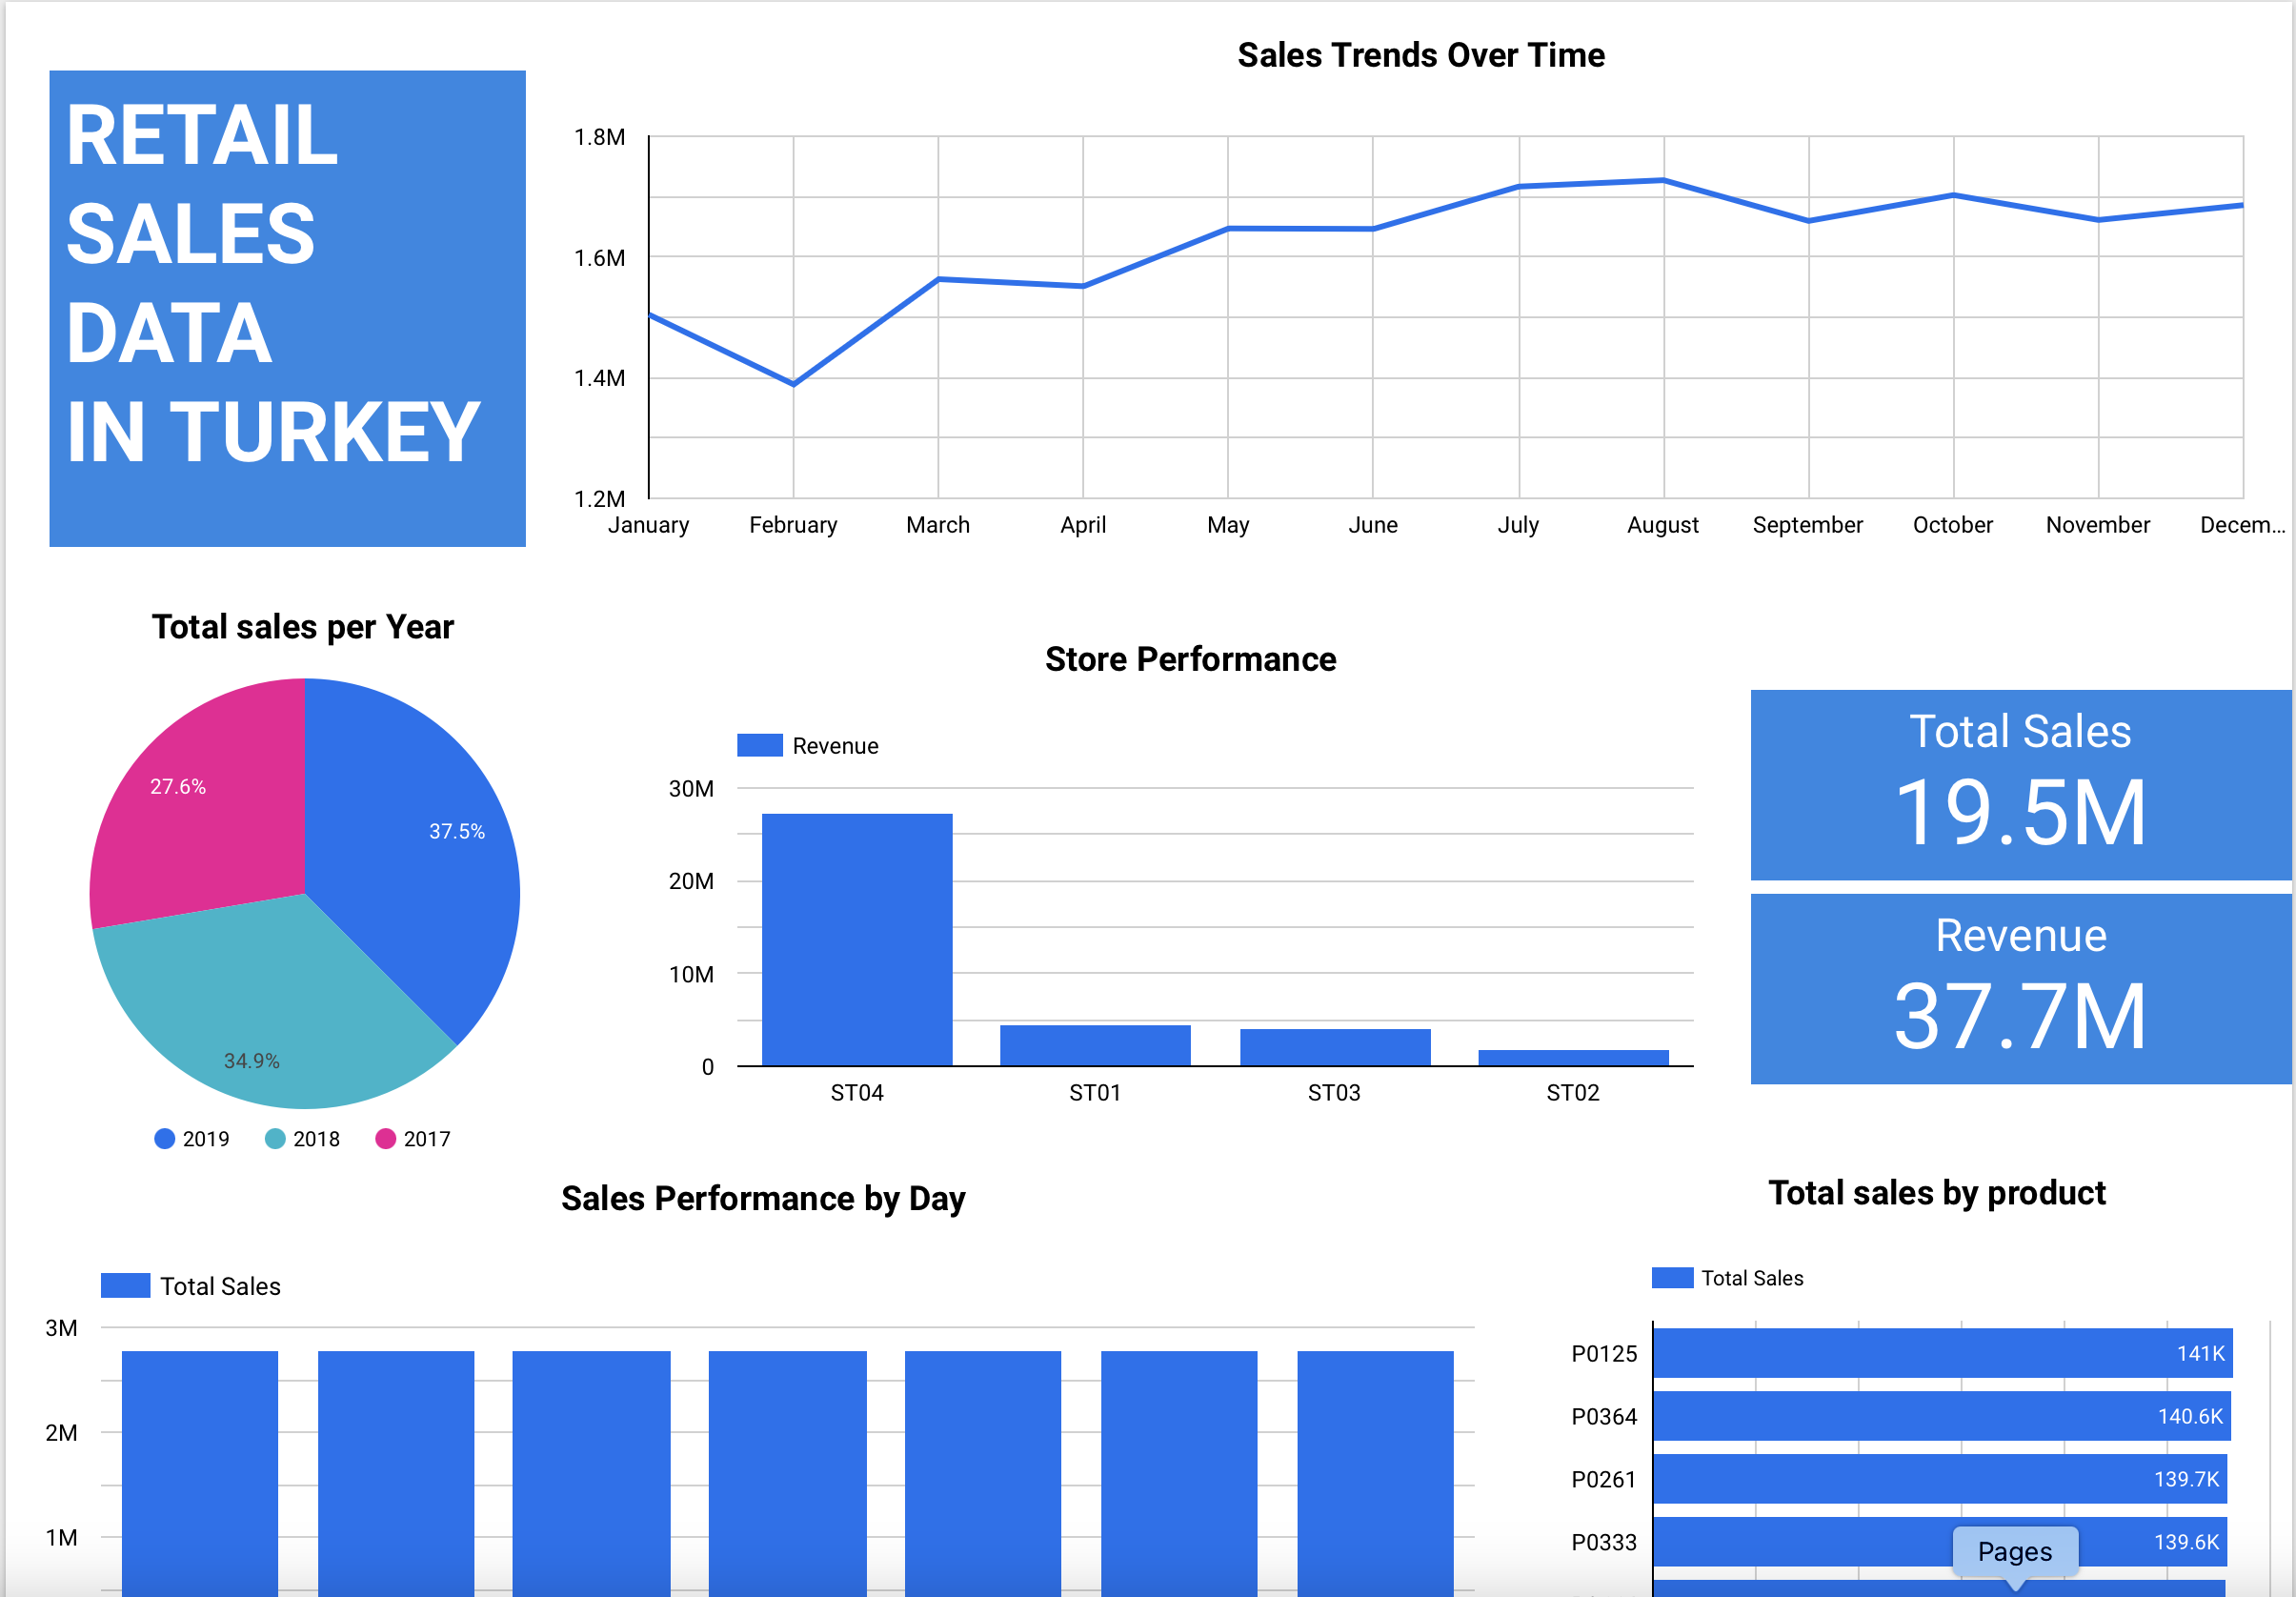 RETAIL
SALES
DATA
IN TURKEY
Sales Trends Over Time
1.8M
1.6M
1.4M
1.2M
January February March April May June July August September October November Decem...
Total sales per Year
27.6%
37.5%
34.9%
2019 2018 2017
Store Performance
Revenue
30M
20M
10M
0
ST04 ST01 ST03 ST02
Total Sales
19.5M
Revenue
37.7M
Sales Performance by Day
Total Sales
3M
2M
1M
Total sales by product
Total Sales
P0125 141K
P0364 140.6K
P0261 139.7K
P0333 139.6K
Pages